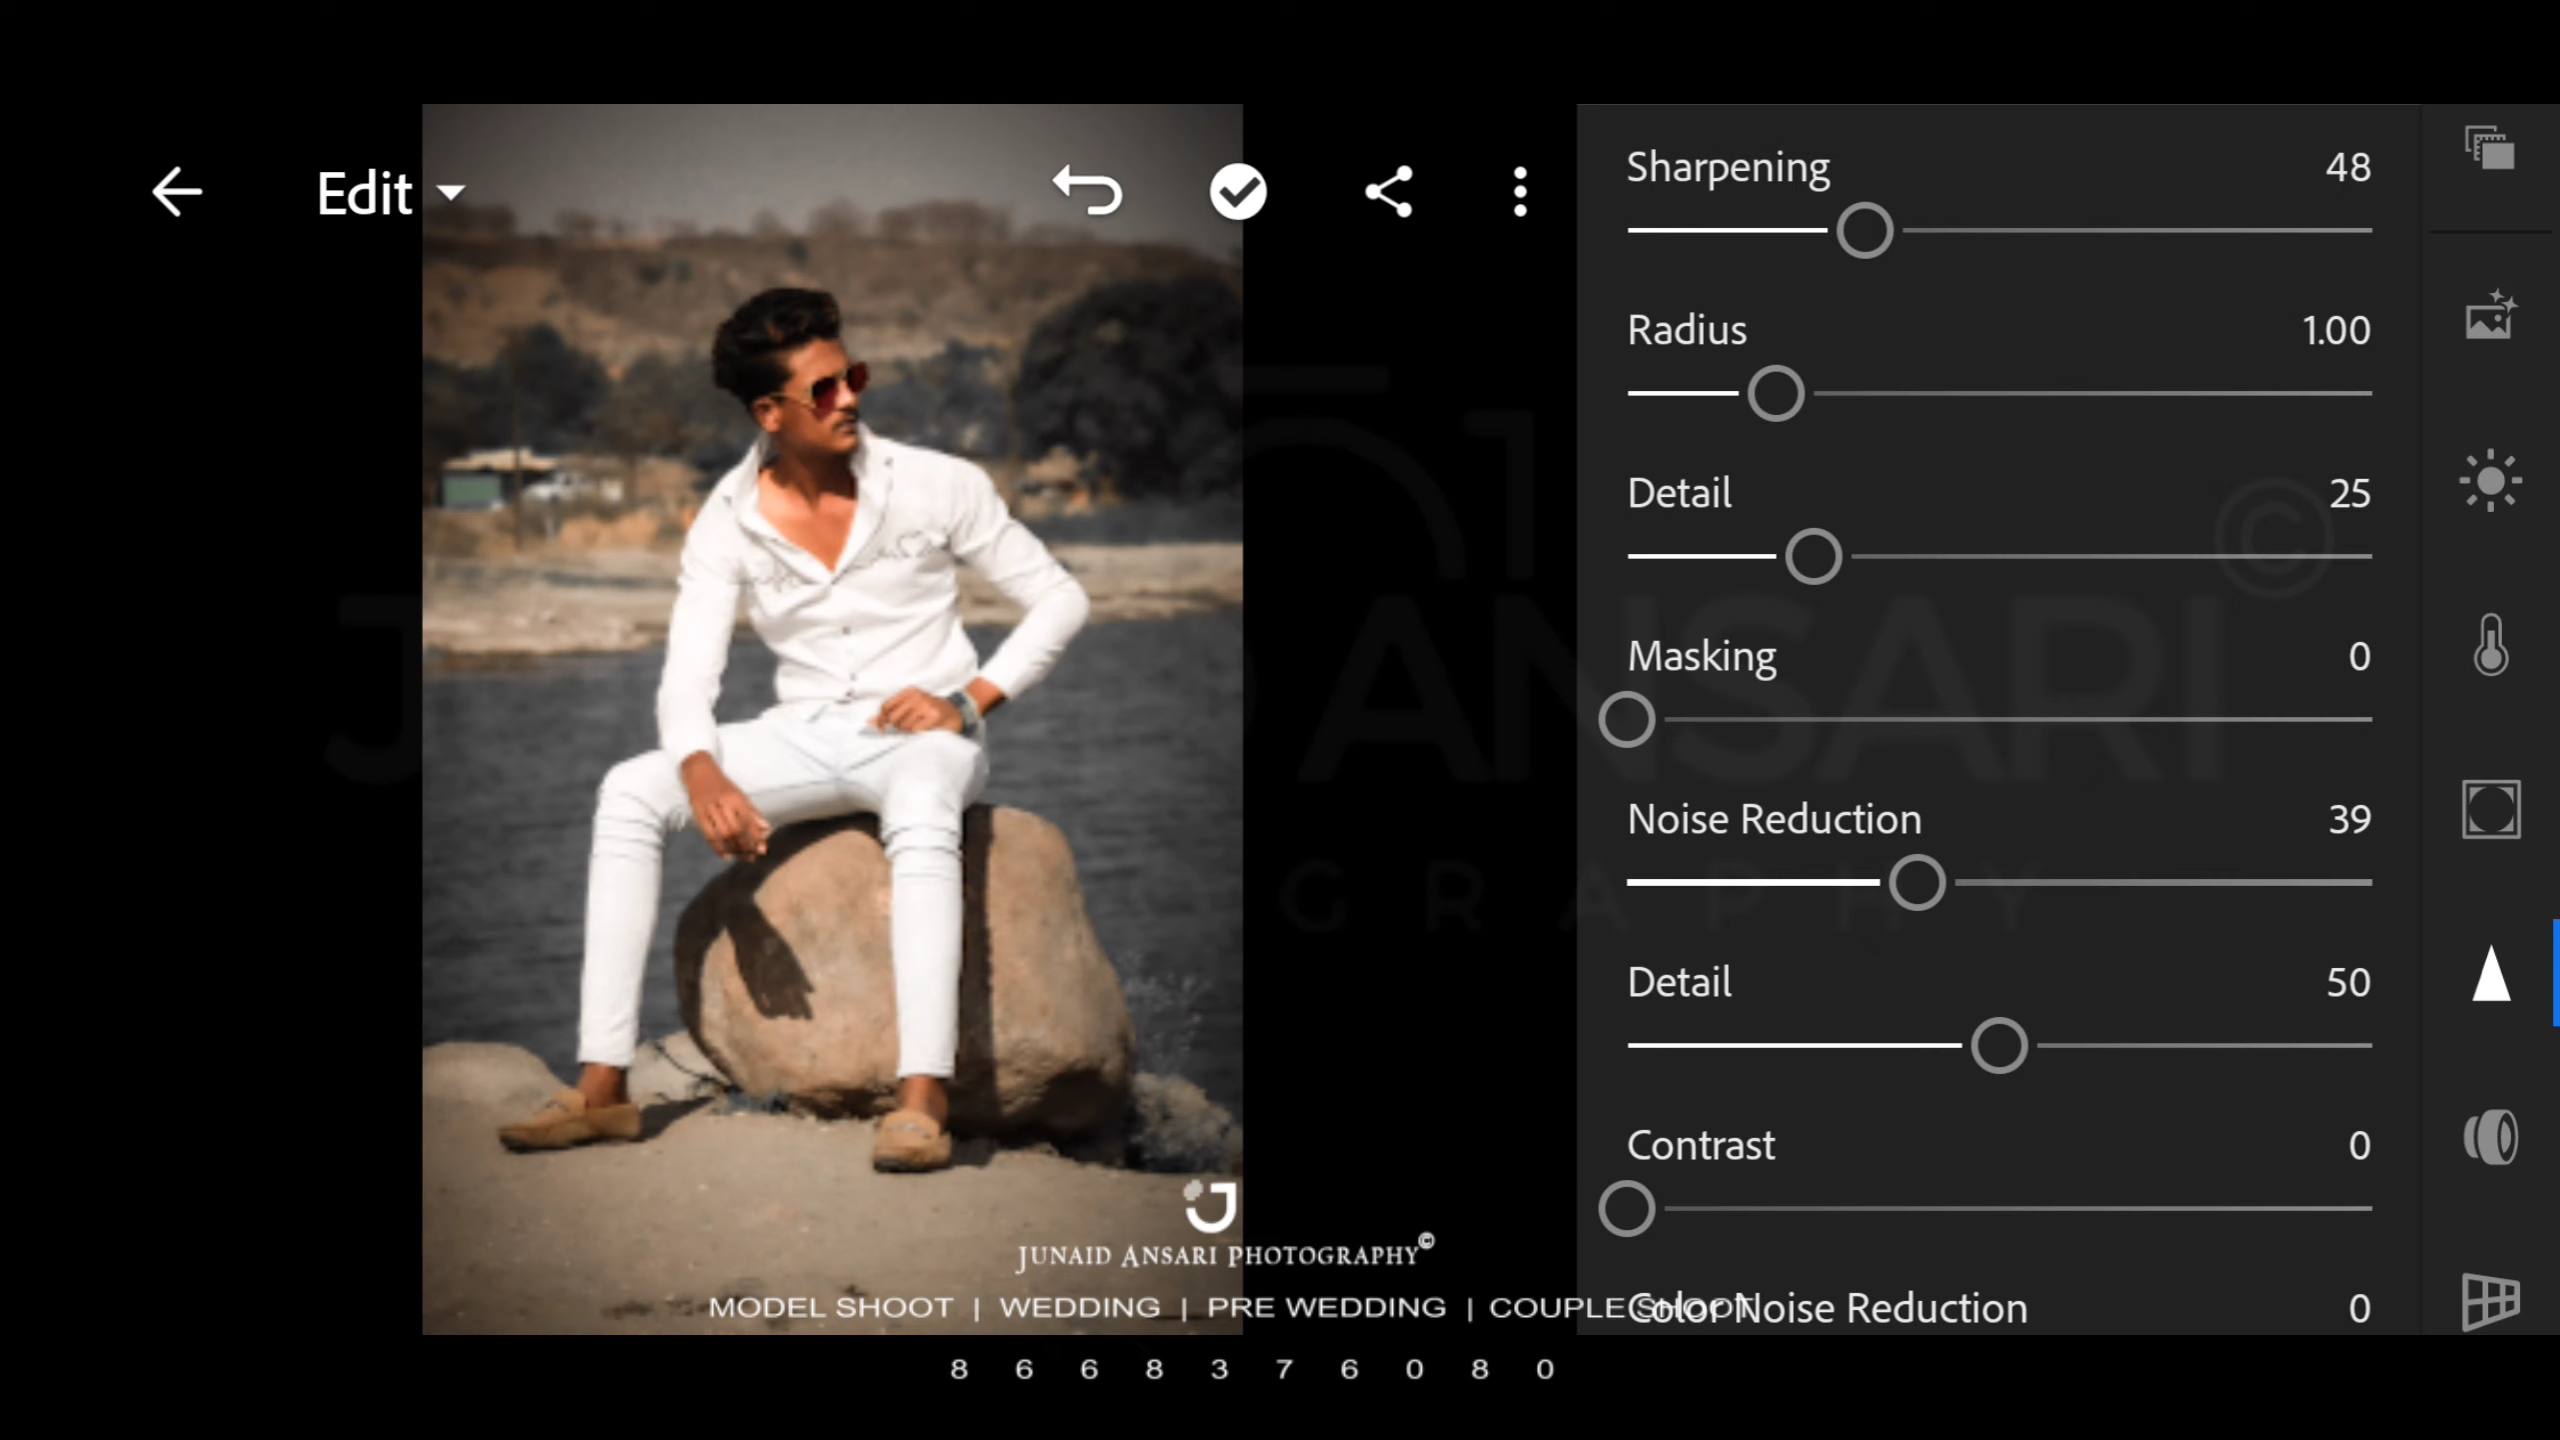 Edit
Sharpening 48
Radius 1.00
Detail 25
Masking 0
Noise Reduction 39
Detail 50
Contrast 0
Color Noise Reduction 0
J
JUNAID ANSARI PHOTOGRAPHY©
MODEL SHOOT | WEDDING | PRE WEDDING | COUPLE SHOOT
8 6 6 8 3 7 6 0 8 0
J D ANSARI ©
G R A P H Y